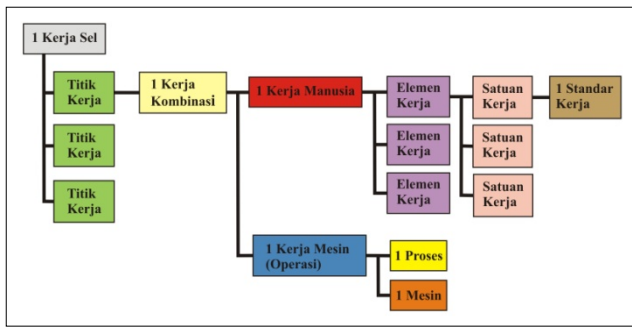 1 Kerja Sel
Titik
Kerja
1 Kerja
Kombinasi
1 Kerja Manusia
Elemen
Kerja
Satuan
Kerja
1 Standar
Kerja
Titik
Kerja
Elemen
Kerja
Satuan
Kerja
Titik
Kerja
Elemen
Kerja
Satuan
Kerja
1 Kerja Mesin
(Operasi)
1 Proses
1 Mesin